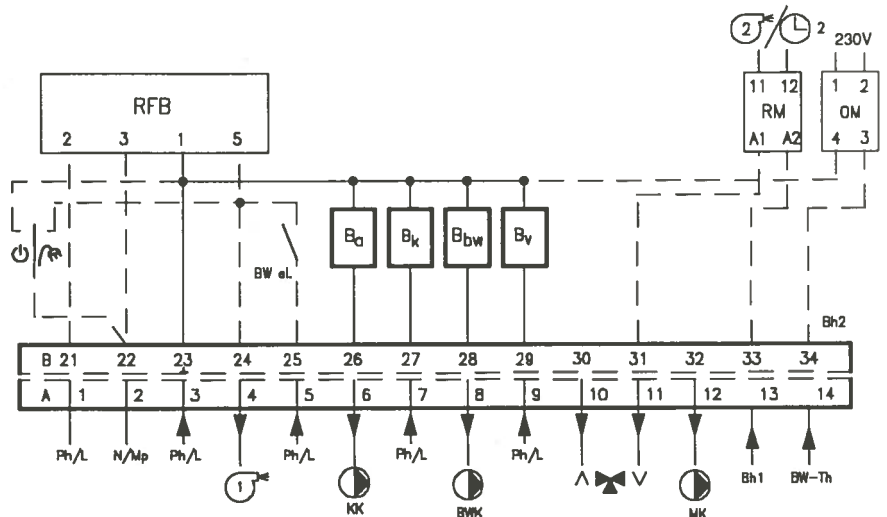 2 / 2 230V
11 12 1 2
RFB RM OM
2 3 1 5 A1 A2 4 3
Ba Bk Bbw Bv
BW aL
Bh2
B 21 22 23 24 25 26 27 28 29 30 31 32 33 34
A 1 2 3 4 5 6 7 8 9 10 11 12 13 14
Ph/L N/Mp Ph/L 1 Ph/L Ph/L Ph/L Bh1 BW-Th
KK BWK MK